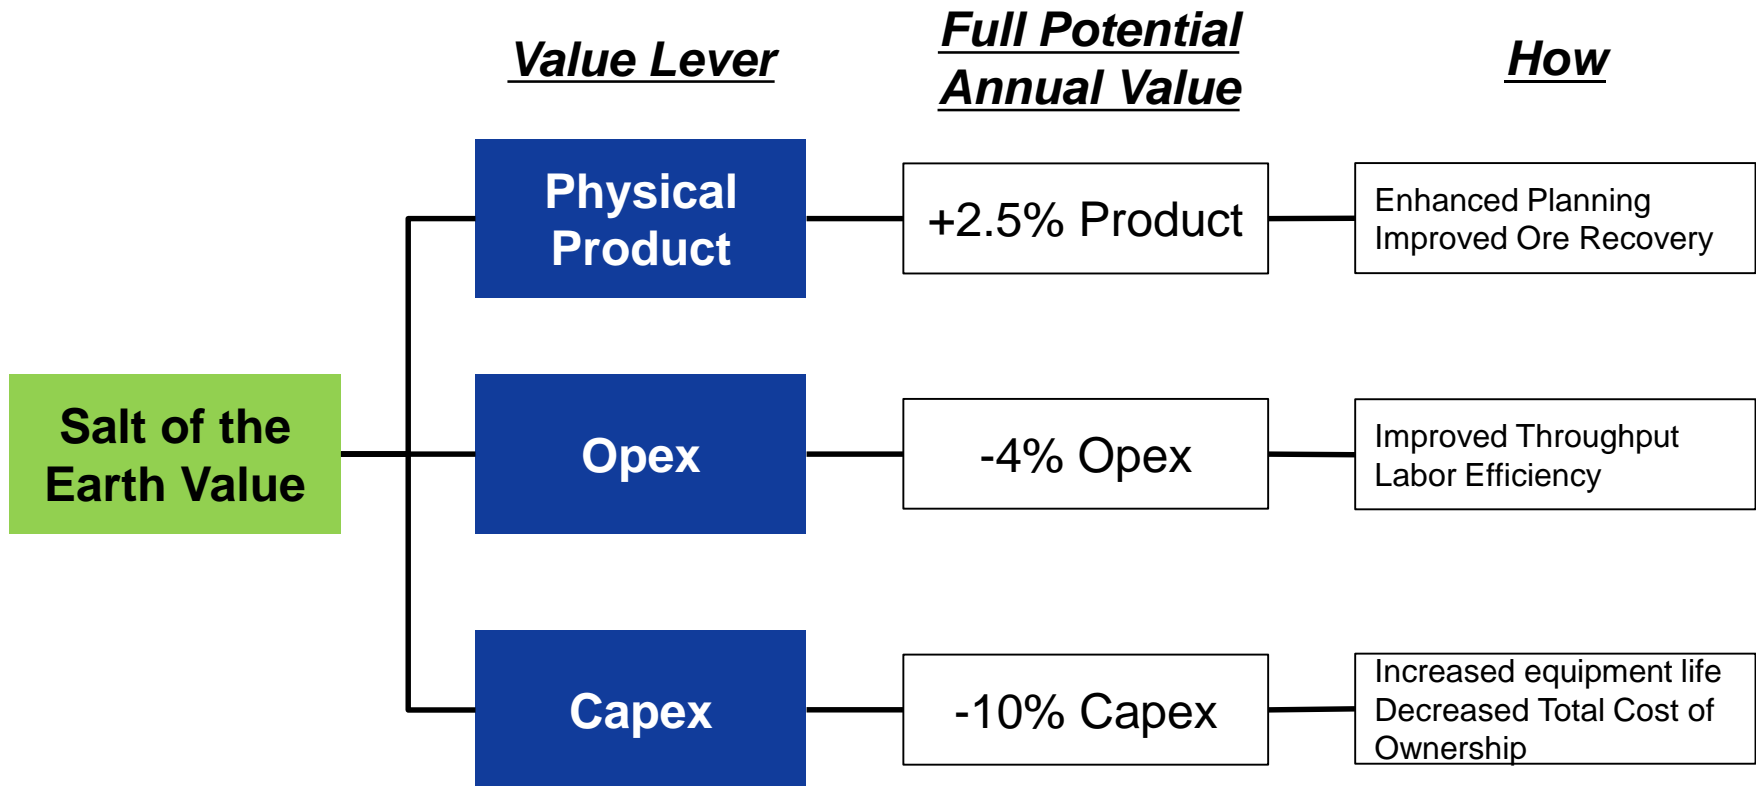 Value Lever
Full Potential
Annual Value
How
Physical
Product
+2.5% Product
Enhanced Planning
Improved Ore Recovery
Salt of the
Earth Value
Opex
-4% Opex
Improved Throughput
Labor Efficiency
Capex
-10% Capex
Increased equipment life
Decreased Total Cost of
Ownership